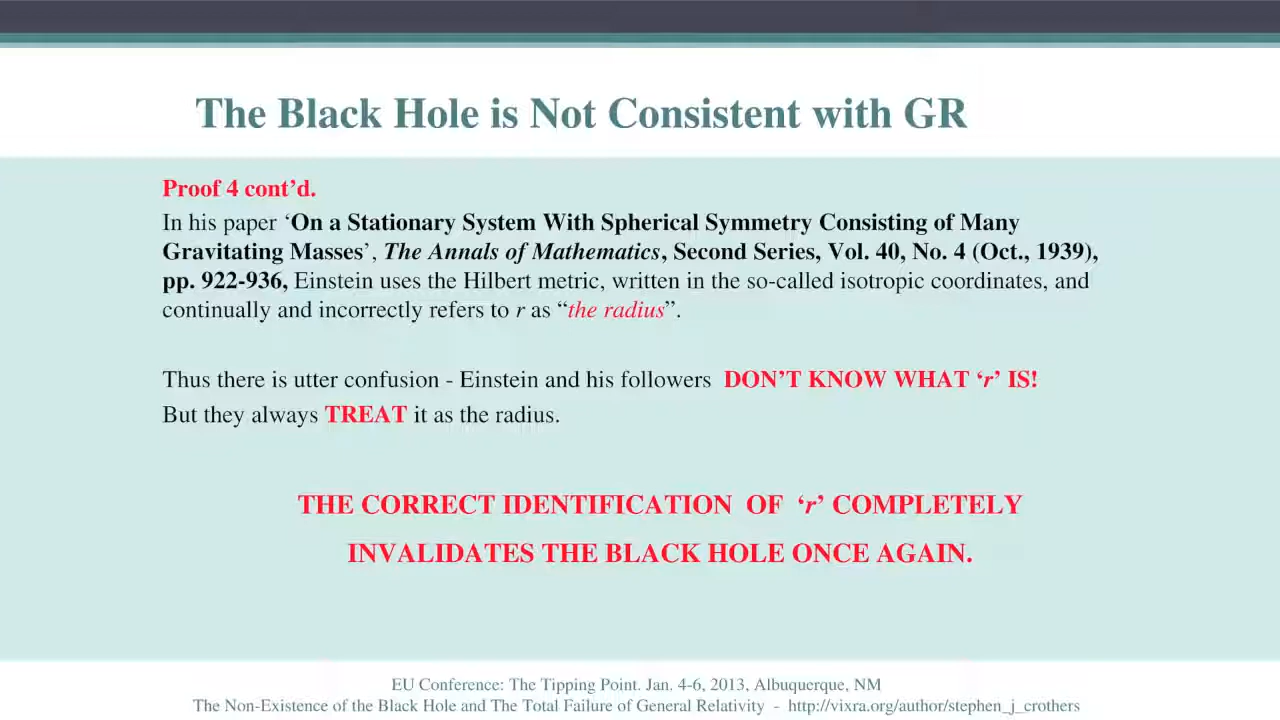 The Black Hole is Not Consistent with GR
Proof 4 cont’d.
In his paper ‘On a Stationary System With Spherical Symmetry Consisting of Many
Gravitating Masses’, The Annals of Mathematics, Second Series, Vol. 40, No. 4 (Oct., 1939),
pp. 922-936, Einstein uses the Hilbert metric, written in the so-called isotropic coordinates, and
continually and incorrectly refers to r as “the radius”.
Thus there is utter confusion - Einstein and his followers DON’T KNOW WHAT ‘r’ IS!
But they always TREAT it as the radius.
THE CORRECT IDENTIFICATION OF ‘r’ COMPLETELY
INVALIDATES THE BLACK HOLE ONCE AGAIN.
EU Conference: The Tipping Point. Jan. 4-6, 2013, Albuquerque, NM
The Non-Existence of the Black Hole and The Total Failure of General Relativity - http://vixra.org/author/stephen_j_crothers